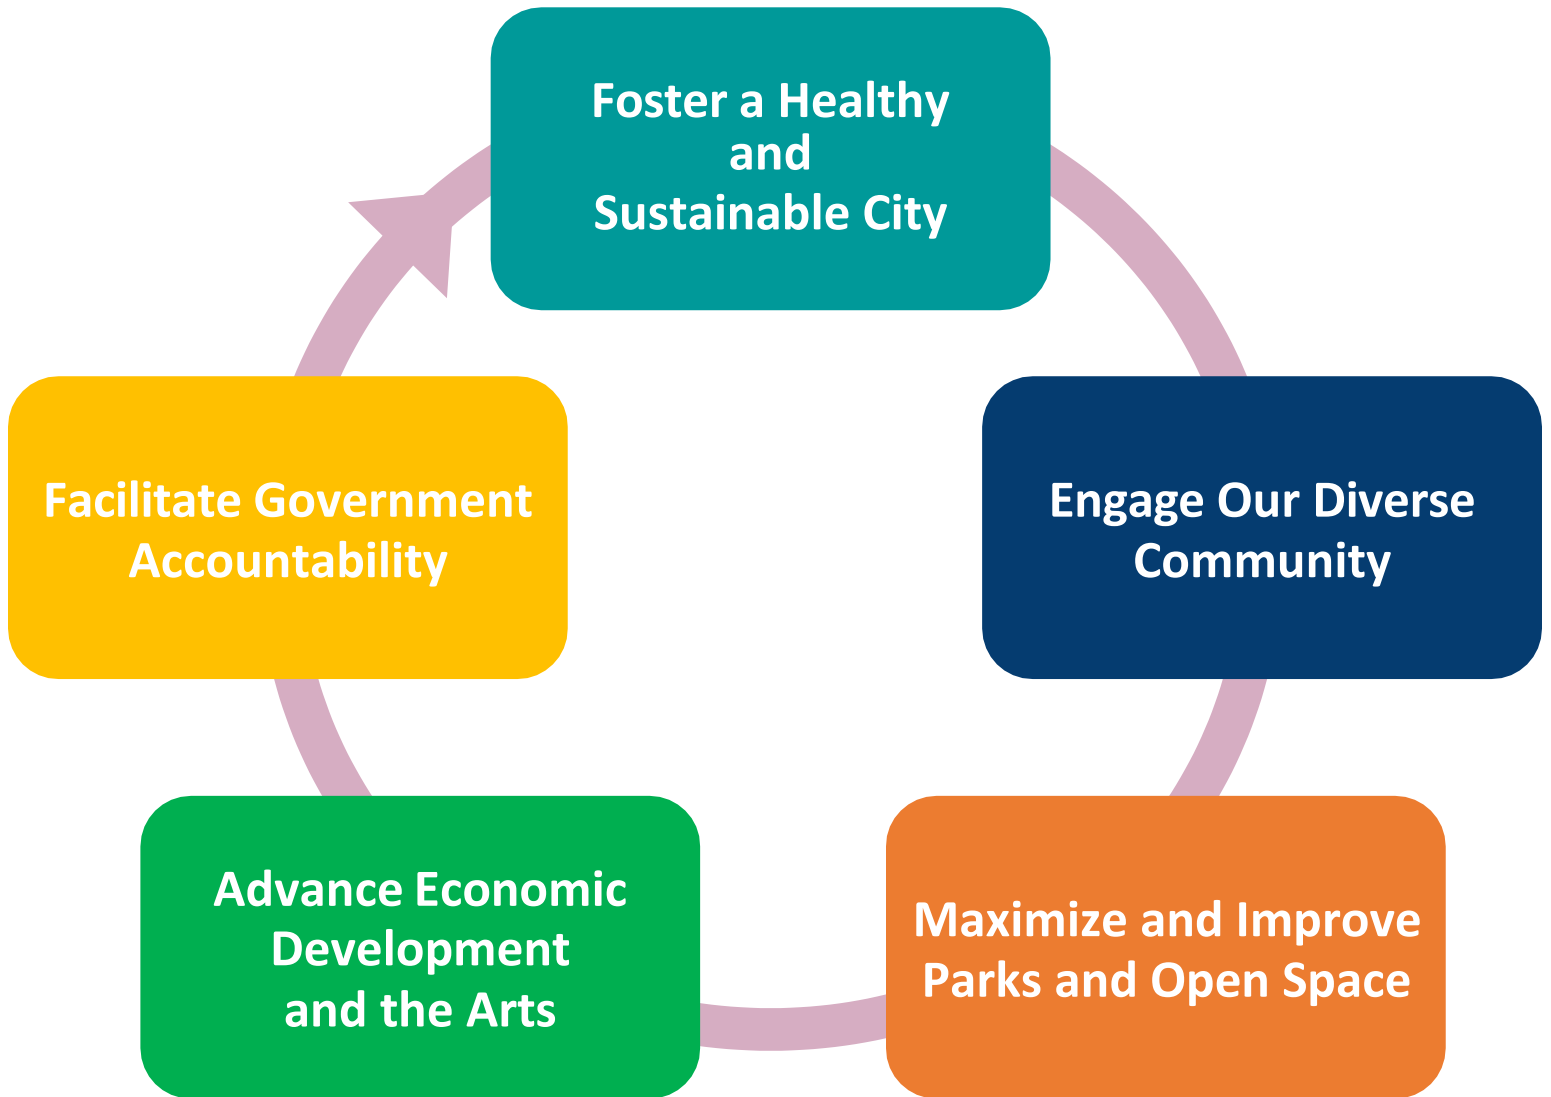 Foster a Healthy
and
Sustainable City
Engage Our Diverse
Community
Maximize and Improve
Parks and Open Space
Advance Economic
Development
and the Arts
Facilitate Government
Accountability